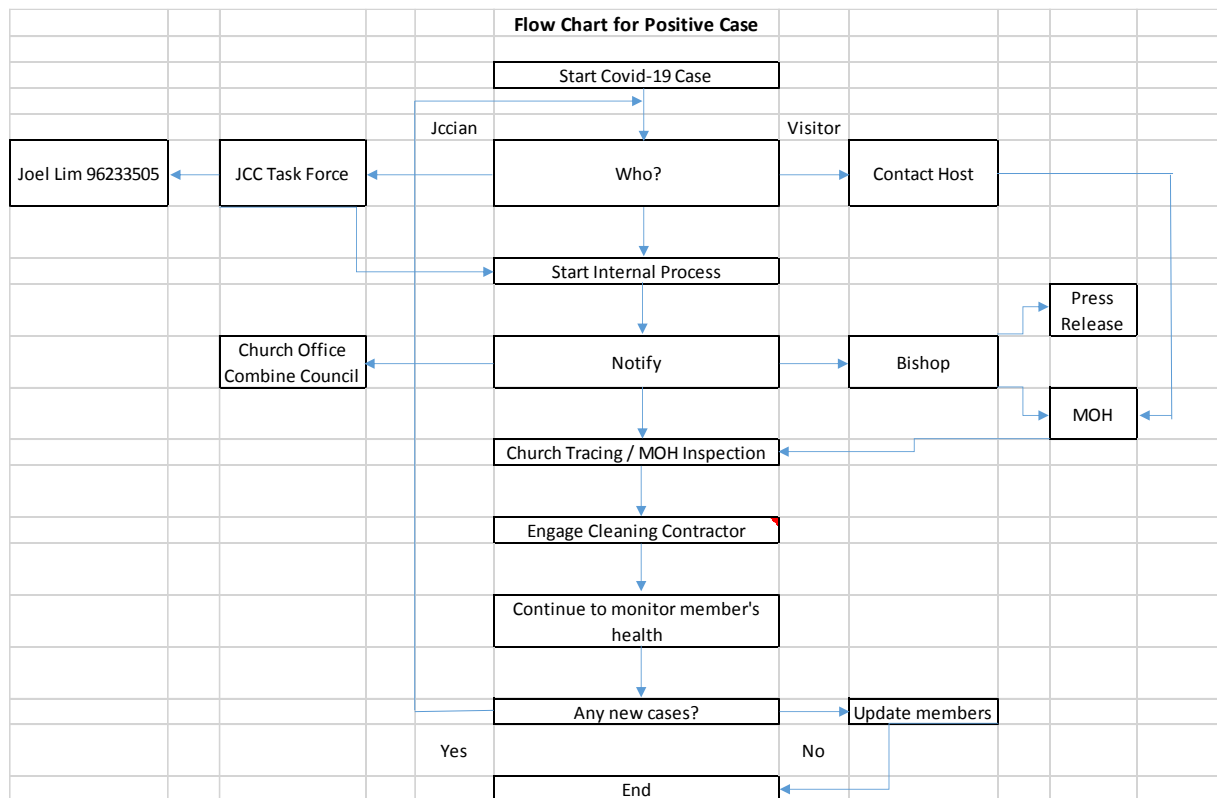 Flow Chart for Positive Case
Start Covid-19 Case
Jccian
Visitor
Joel Lim 96233505
JCC Task Force
Who?
Contact Host
Start Internal Process
Press
Release
Church Office
Combine Council
Notify
Bishop
MOH
Church Tracing / MOH Inspection
Engage Cleaning Contractor
Continue to monitor member's
health
Any new cases?
Update members
Yes
No
End